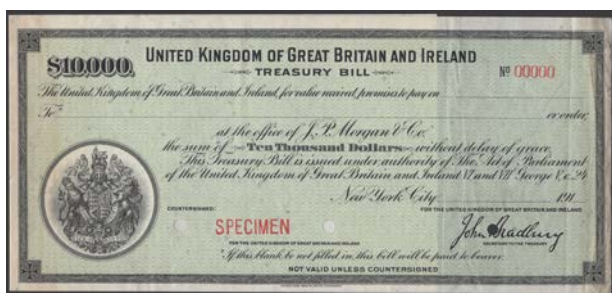 $10,000.
UNITED KINGDOM OF GREAT BRITAIN AND IRELAND
TREASURY BILL
No 00000
The United Kingdom of Great Britain and Ireland, for value received, promises to pay on
To or order,
at the office of J. P. Morgan & Co.
the sum of Ten Thousand Dollars without delay of grace
This Treasury Bill is issued under authority of The Act of Parliament
of the United Kingdom of Great Britain and Ireland VI and VII George V, c. 24
New York City 191
COUNTERSIGNED:
FOR THE UNITED KINGDOM OF GREAT BRITAIN AND IRELAND
SPECIMEN
John Bradbury
FOR THE UNITED KINGDOM OF GREAT BRITAIN AND IRELAND
SECRETARY TO THE TREASURY
If this blank be not filled in, this bill will be paid to bearer.
NOT VALID UNLESS COUNTERSIGNED